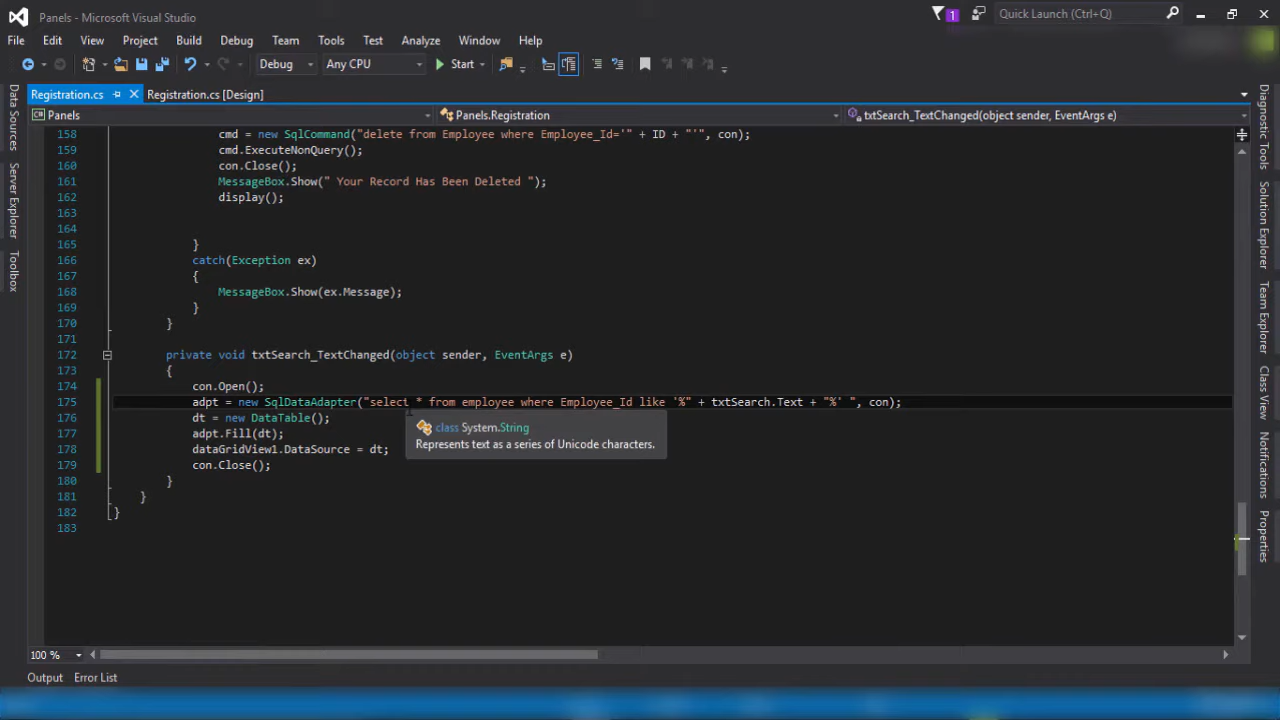 Panels - Microsoft Visual Studio
1
Quick Launch (Ctrl+Q)
File Edit View Project Build Debug Team Tools Test Analyze Window Help
Debug Any CPU Start
Registration.cs Registration.cs [Design]
Panels Panels.Registration txtSearch_TextChanged(object sender, EventArgs e)
Data Sources
Server Explorer
Toolbox
158 cmd = new SqlCommand("delete from Employee where Employee_Id='" + ID + "'", con);
159 cmd.ExecuteNonQuery();
160 con.Close();
161 MessageBox.Show(" Your Record Has Been Deleted ");
162 display();
163
164
165 }
166 catch(Exception ex)
167 {
168 MessageBox.Show(ex.Message);
169 }
170 }
171
172 private void txtSearch_TextChanged(object sender, EventArgs e)
173 {
174 con.Open();
175 adpt = new SqlDataAdapter("select * from employee where Employee_Id like '%" + txtSearch.Text + "%' ", con);
176 dt = new DataTable();
177 adpt.Fill(dt);
178 dataGridView1.DataSource = dt;
179 con.Close();
180 }
181 }
182 }
183
class System.String
Represents text as a series of Unicode characters.
Diagnostic Tools
Solution Explorer
Team Explorer
Class View
Notifications
Properties
100 %
Output Error List